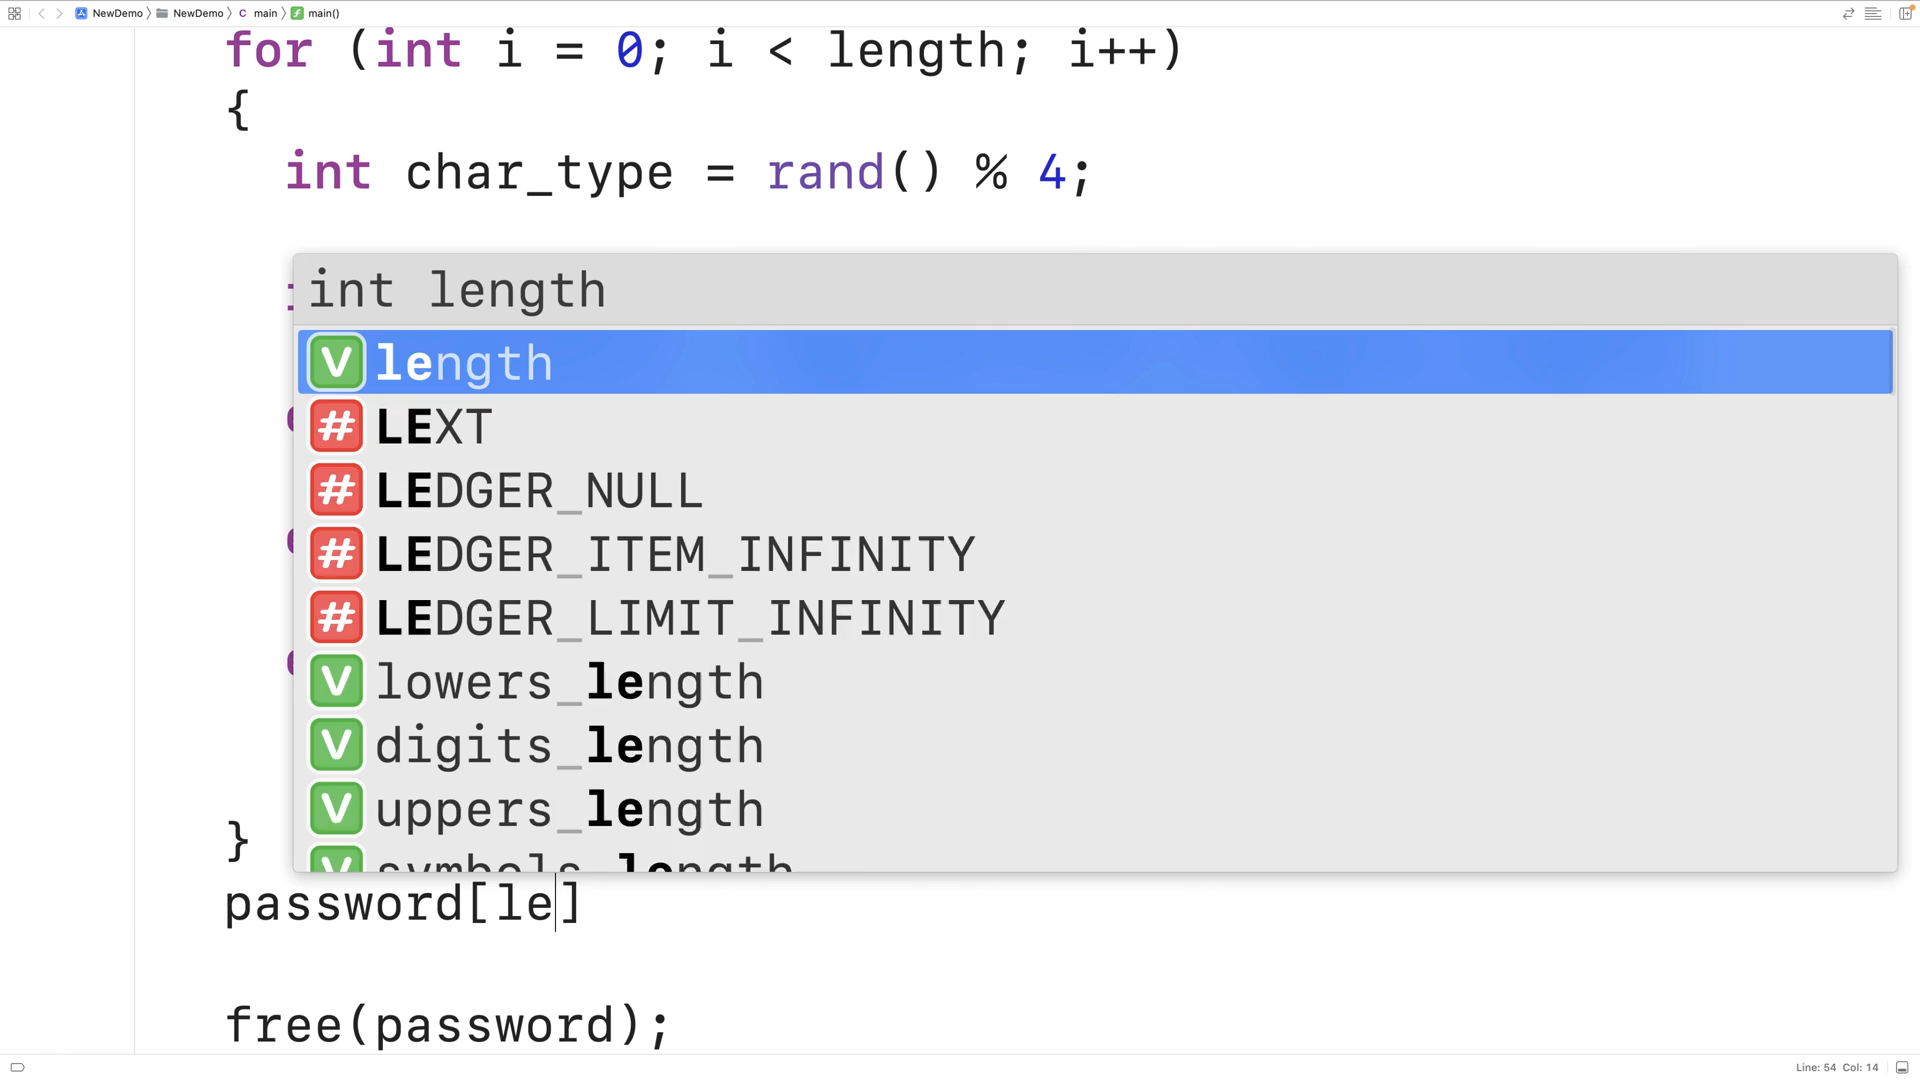 NewDemo 〉 NewDemo 〉 C main 〉 f main()
for (int i = 0; i < length; i++)
{
int char_type = rand() % 4;
int length
V length
# LEXT
# LEDGER_NULL
# LEDGER_ITEM_INFINITY
# LEDGER_LIMIT_INFINITY
V lowers_length
V digits_length
V uppers_length
V symbols_length
}
password[le]
free(password);
Line: 54 Col: 14